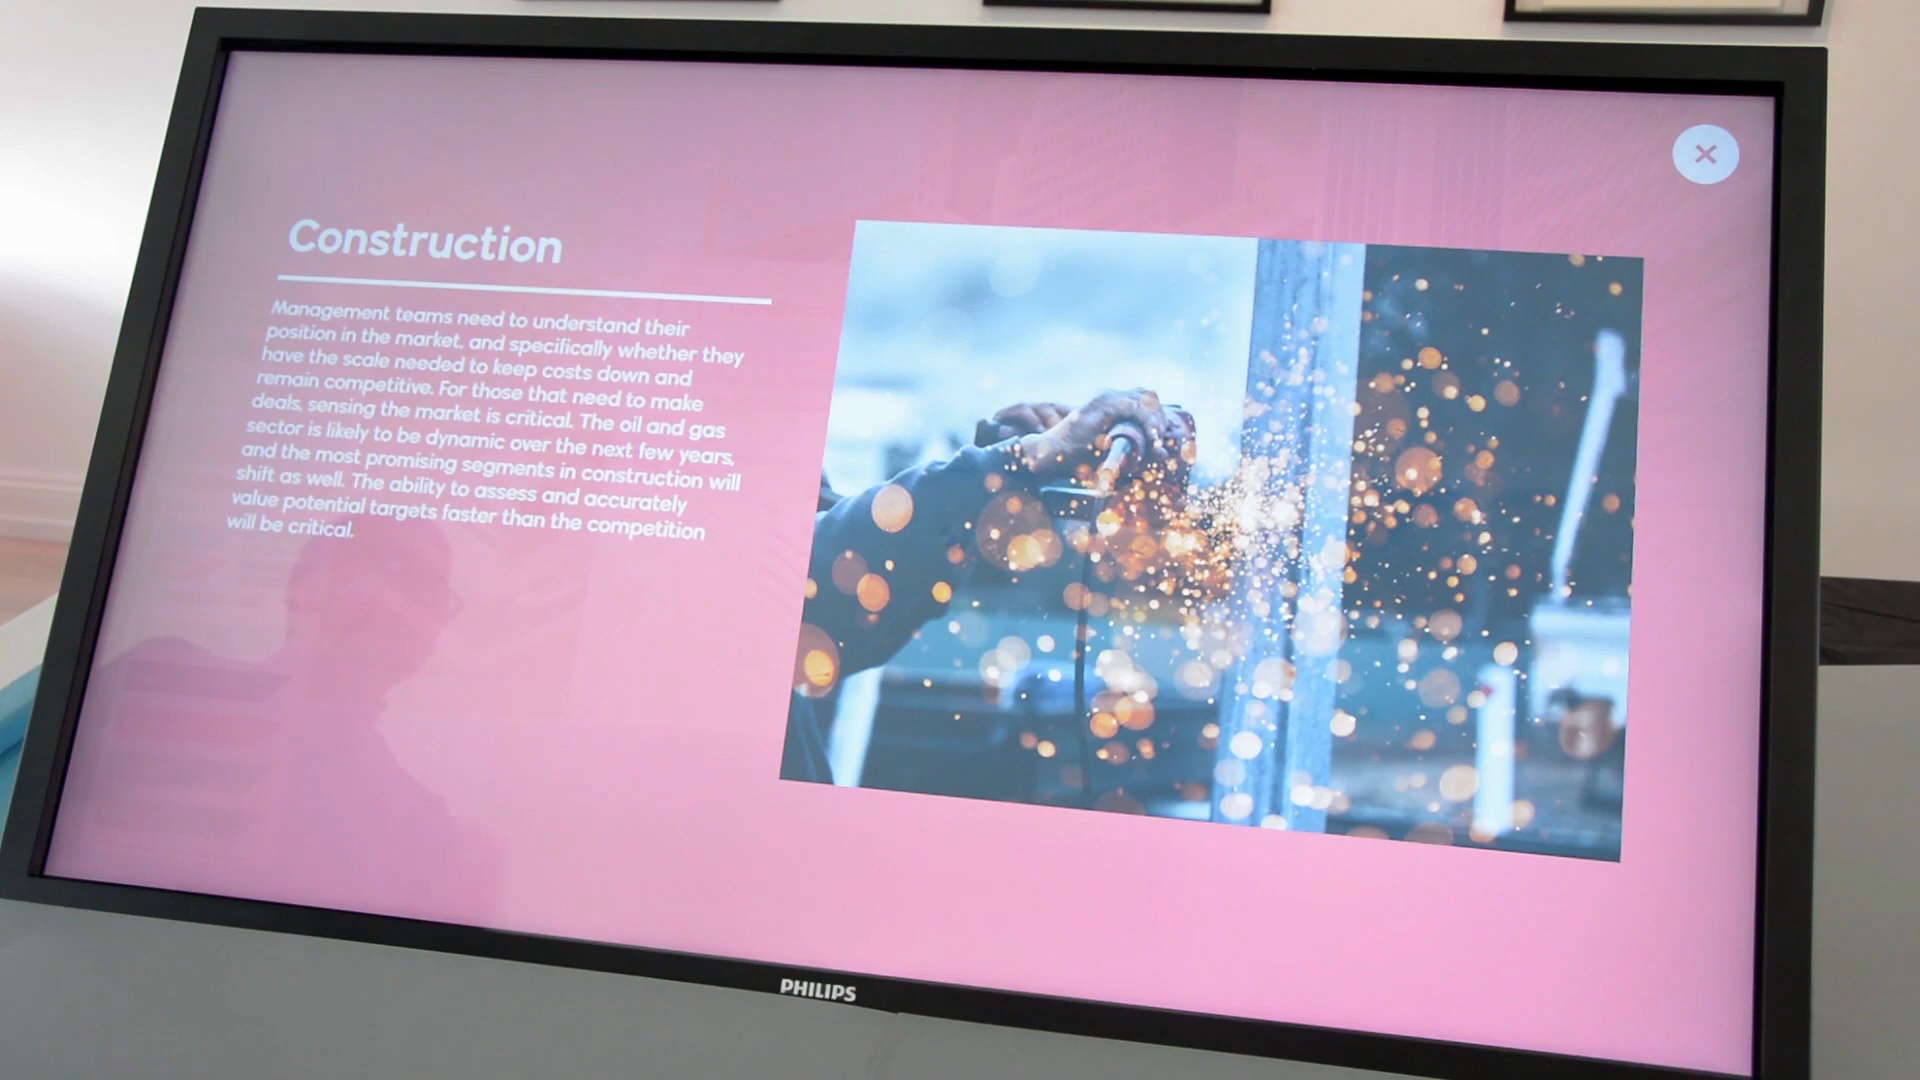 Construction
Management teams need to understand their
position in the market, and specifically whether they
have the scale needed to keep costs down and
remain competitive. For those that need to make
deals, sensing the market is critical. The oil and gas
sector is likely to be dynamic over the next few years,
and the most promising segments in construction will
shift as well. The ability to assess and accurately
value potential targets faster than the competition
will be critical.
PHILIPS